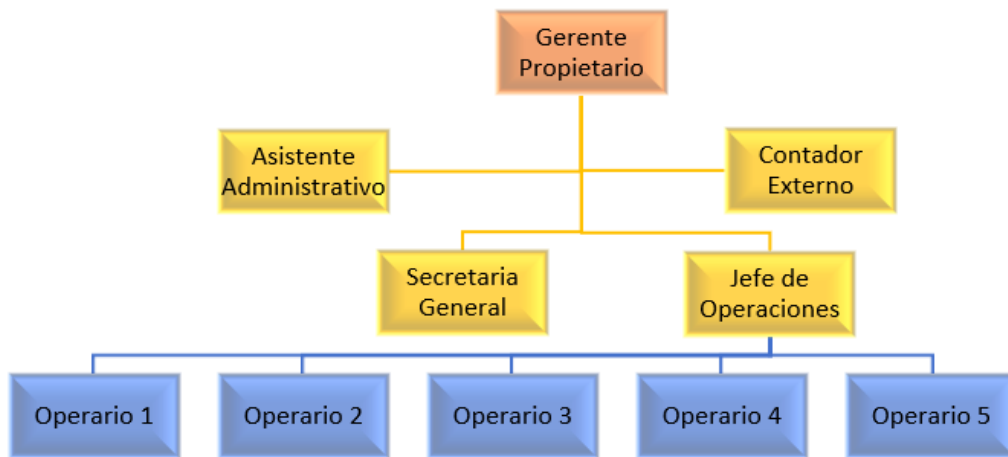 Gerente
Propietario
Asistente
Administrativo
Contador
Externo
Secretaria
General
Jefe de
Operaciones
Operario 1
Operario 2
Operario 3
Operario 4
Operario 5